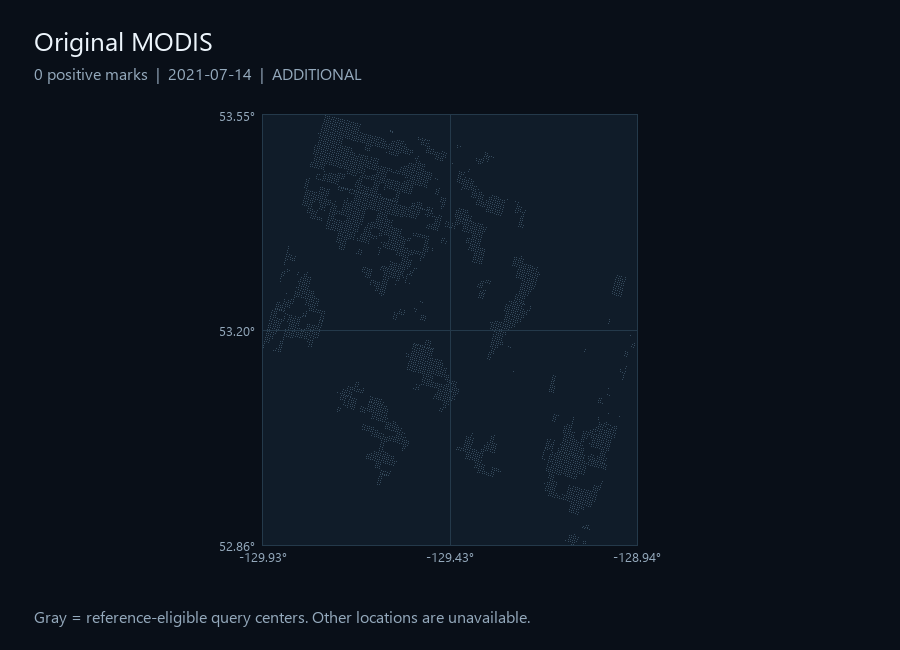 Original MODIS
0 positive marks | 2021-07-14 | ADDITIONAL
53.55°
53.20°
52.86°
-129.93° -129.43° -128.94°
Gray = reference-eligible query centers. Other locations are unavailable.